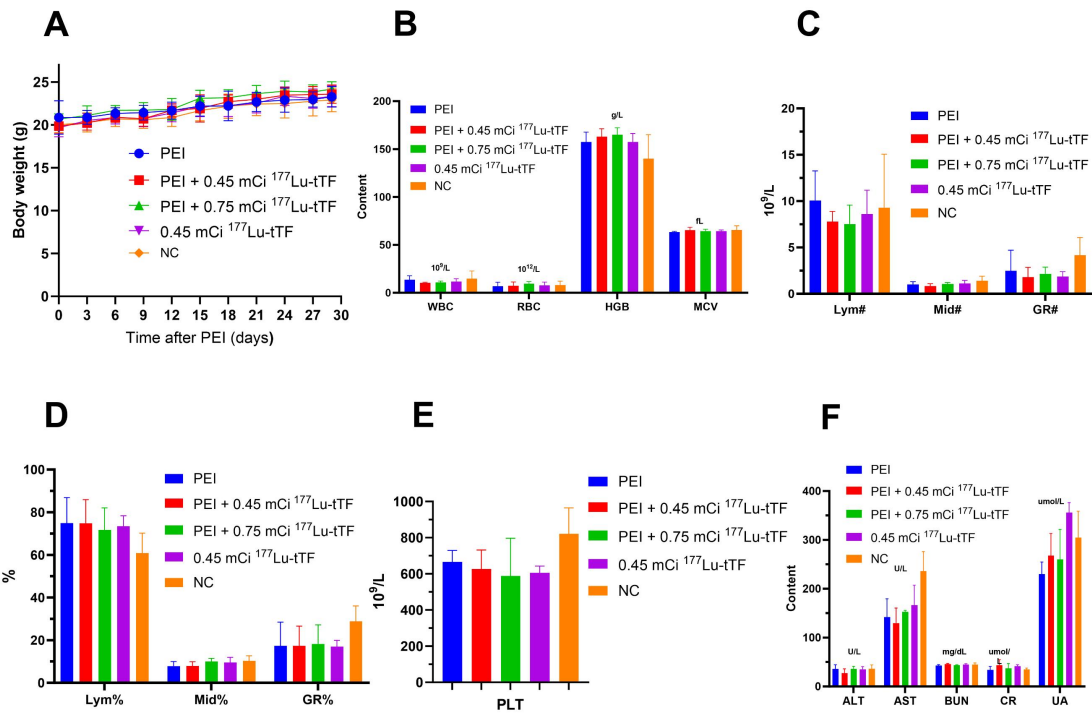 A
Body weight (g)
25
20
15
10
5
0
0 3 6 9 12 15 18 21 24 27 30
Time after PEI (days)
PEI
PEI + 0.45 mCi ¹⁷⁷Lu-tTF
PEI + 0.75 mCi ¹⁷⁷Lu-tTF
0.45 mCi ¹⁷⁷Lu-tTF
NC
B
Content
200
150
100
50
0
PEI
PEI + 0.45 mCi ¹⁷⁷Lu-tTF
PEI + 0.75 mCi ¹⁷⁷Lu-tTF
0.45 mCi ¹⁷⁷Lu-tTF
NC
10⁹/L 10¹²/L g/L fL
WBC RBC HGB MCV
C
10⁹/L
20
15
10
5
0
PEI
PEI + 0.45 mCi ¹⁷⁷Lu-tTF
PEI + 0.75 mCi ¹⁷⁷Lu-tTF
0.45 mCi ¹⁷⁷Lu-tTF
NC
Lym# Mid# GR#
D
%
100
80
60
40
20
0
PEI
PEI + 0.45 mCi ¹⁷⁷Lu-tTF
PEI + 0.75 mCi ¹⁷⁷Lu-tTF
0.45 mCi ¹⁷⁷Lu-tTF
NC
Lym% Mid% GR%
E
10⁹/L
1000
800
600
400
200
0
PEI
PEI + 0.45 mCi ¹⁷⁷Lu-tTF
PEI + 0.75 mCi ¹⁷⁷Lu-tTF
0.45 mCi ¹⁷⁷Lu-tTF
NC
PLT
F
Content
400
300
200
100
0
PEI
PEI + 0.45 mCi ¹⁷⁷Lu-tTF
PEI + 0.75 mCi ¹⁷⁷Lu-tTF
0.45 mCi ¹⁷⁷Lu-tTF
NC
U/L U/L mg/dL umol/
L
umol/L
ALT AST BUN CR UA